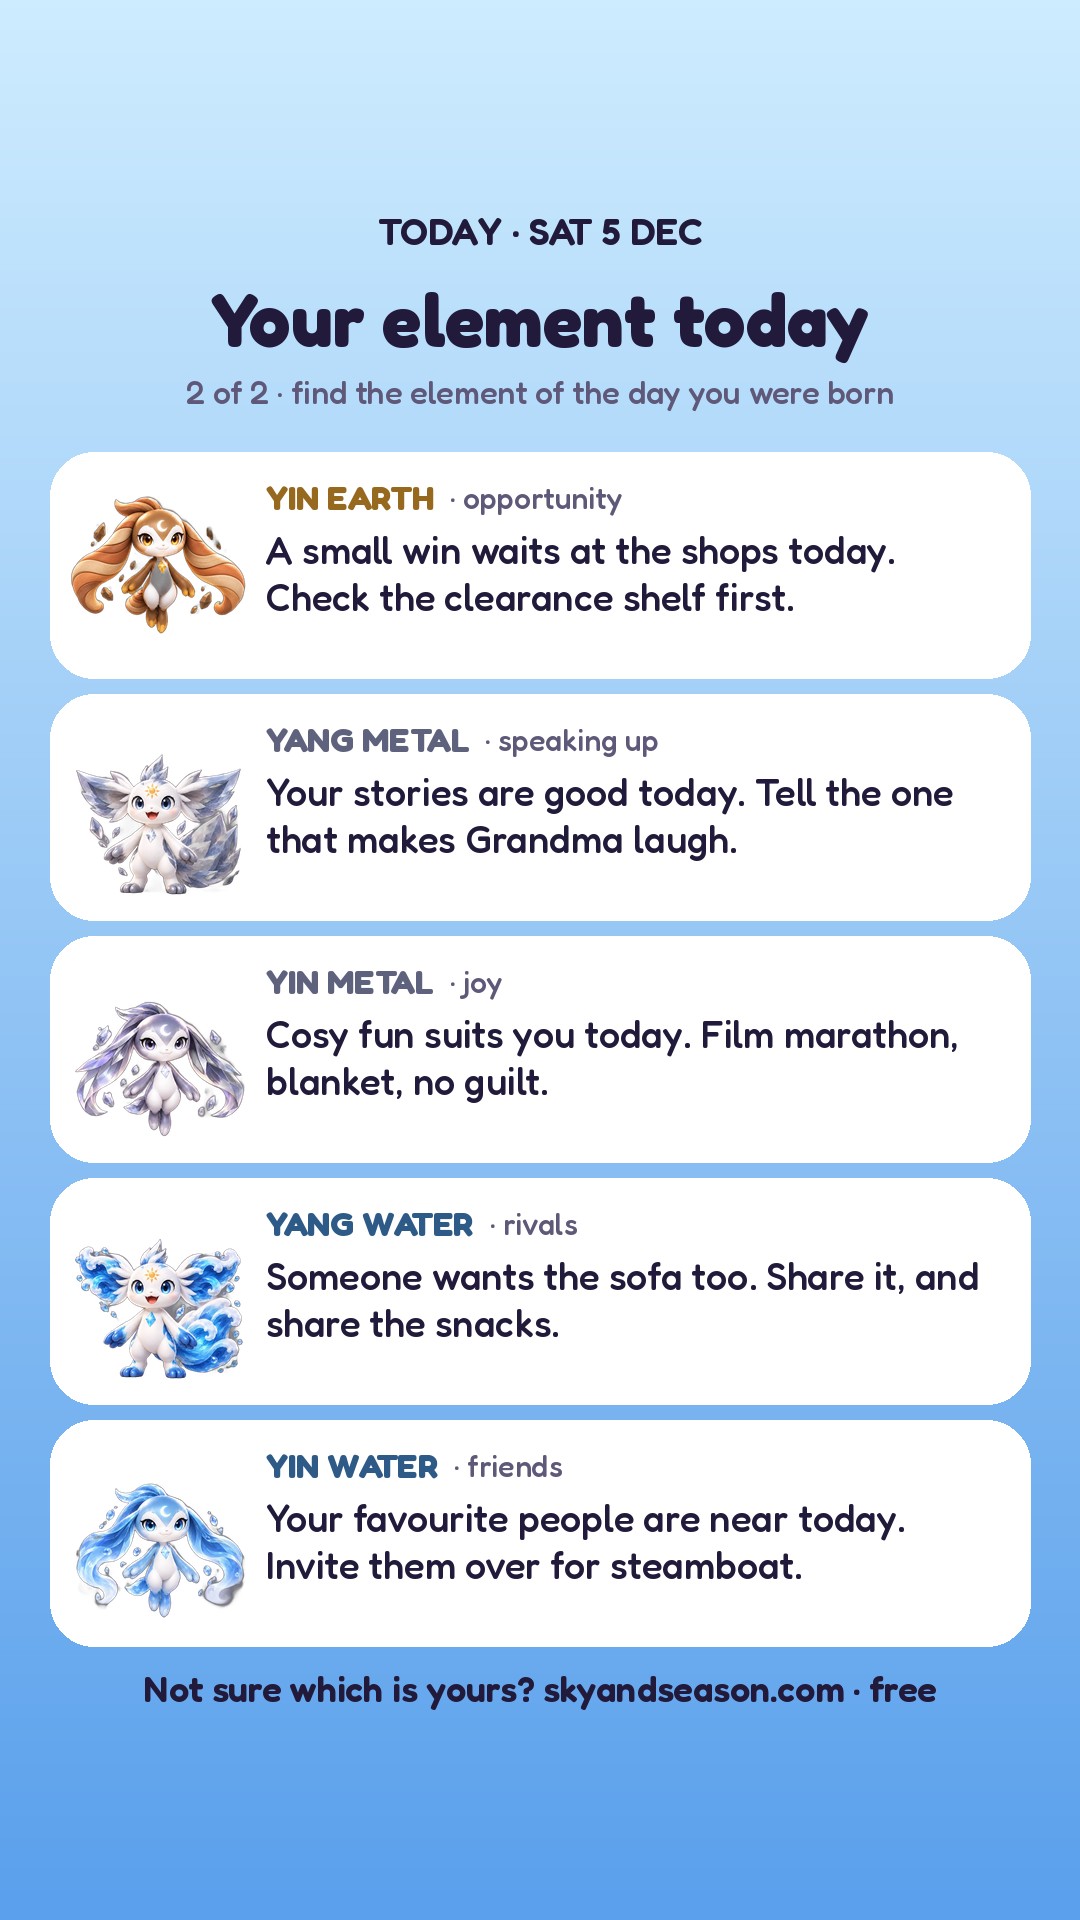 TODAY · SAT 5 DEC
Your element today
2 of 2 · find the element of the day you were born
YIN EARTH · opportunity
A small win waits at the shops today.
Check the clearance shelf first.
YANG METAL · speaking up
Your stories are good today. Tell the one
that makes Grandma laugh.
YIN METAL · joy
Cosy fun suits you today. Film marathon,
blanket, no guilt.
YANG WATER · rivals
Someone wants the sofa too. Share it, and
share the snacks.
YIN WATER · friends
Your favourite people are near today.
Invite them over for steamboat.
Not sure which is yours? skyandseason.com · free